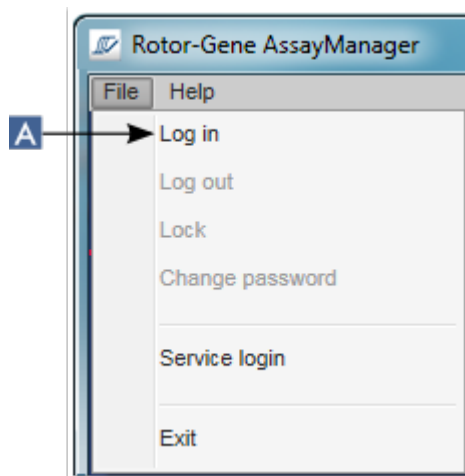 Rotor-Gene AssayManager
File Help
A Log in
Log out
Lock
Change password
Service login
Exit